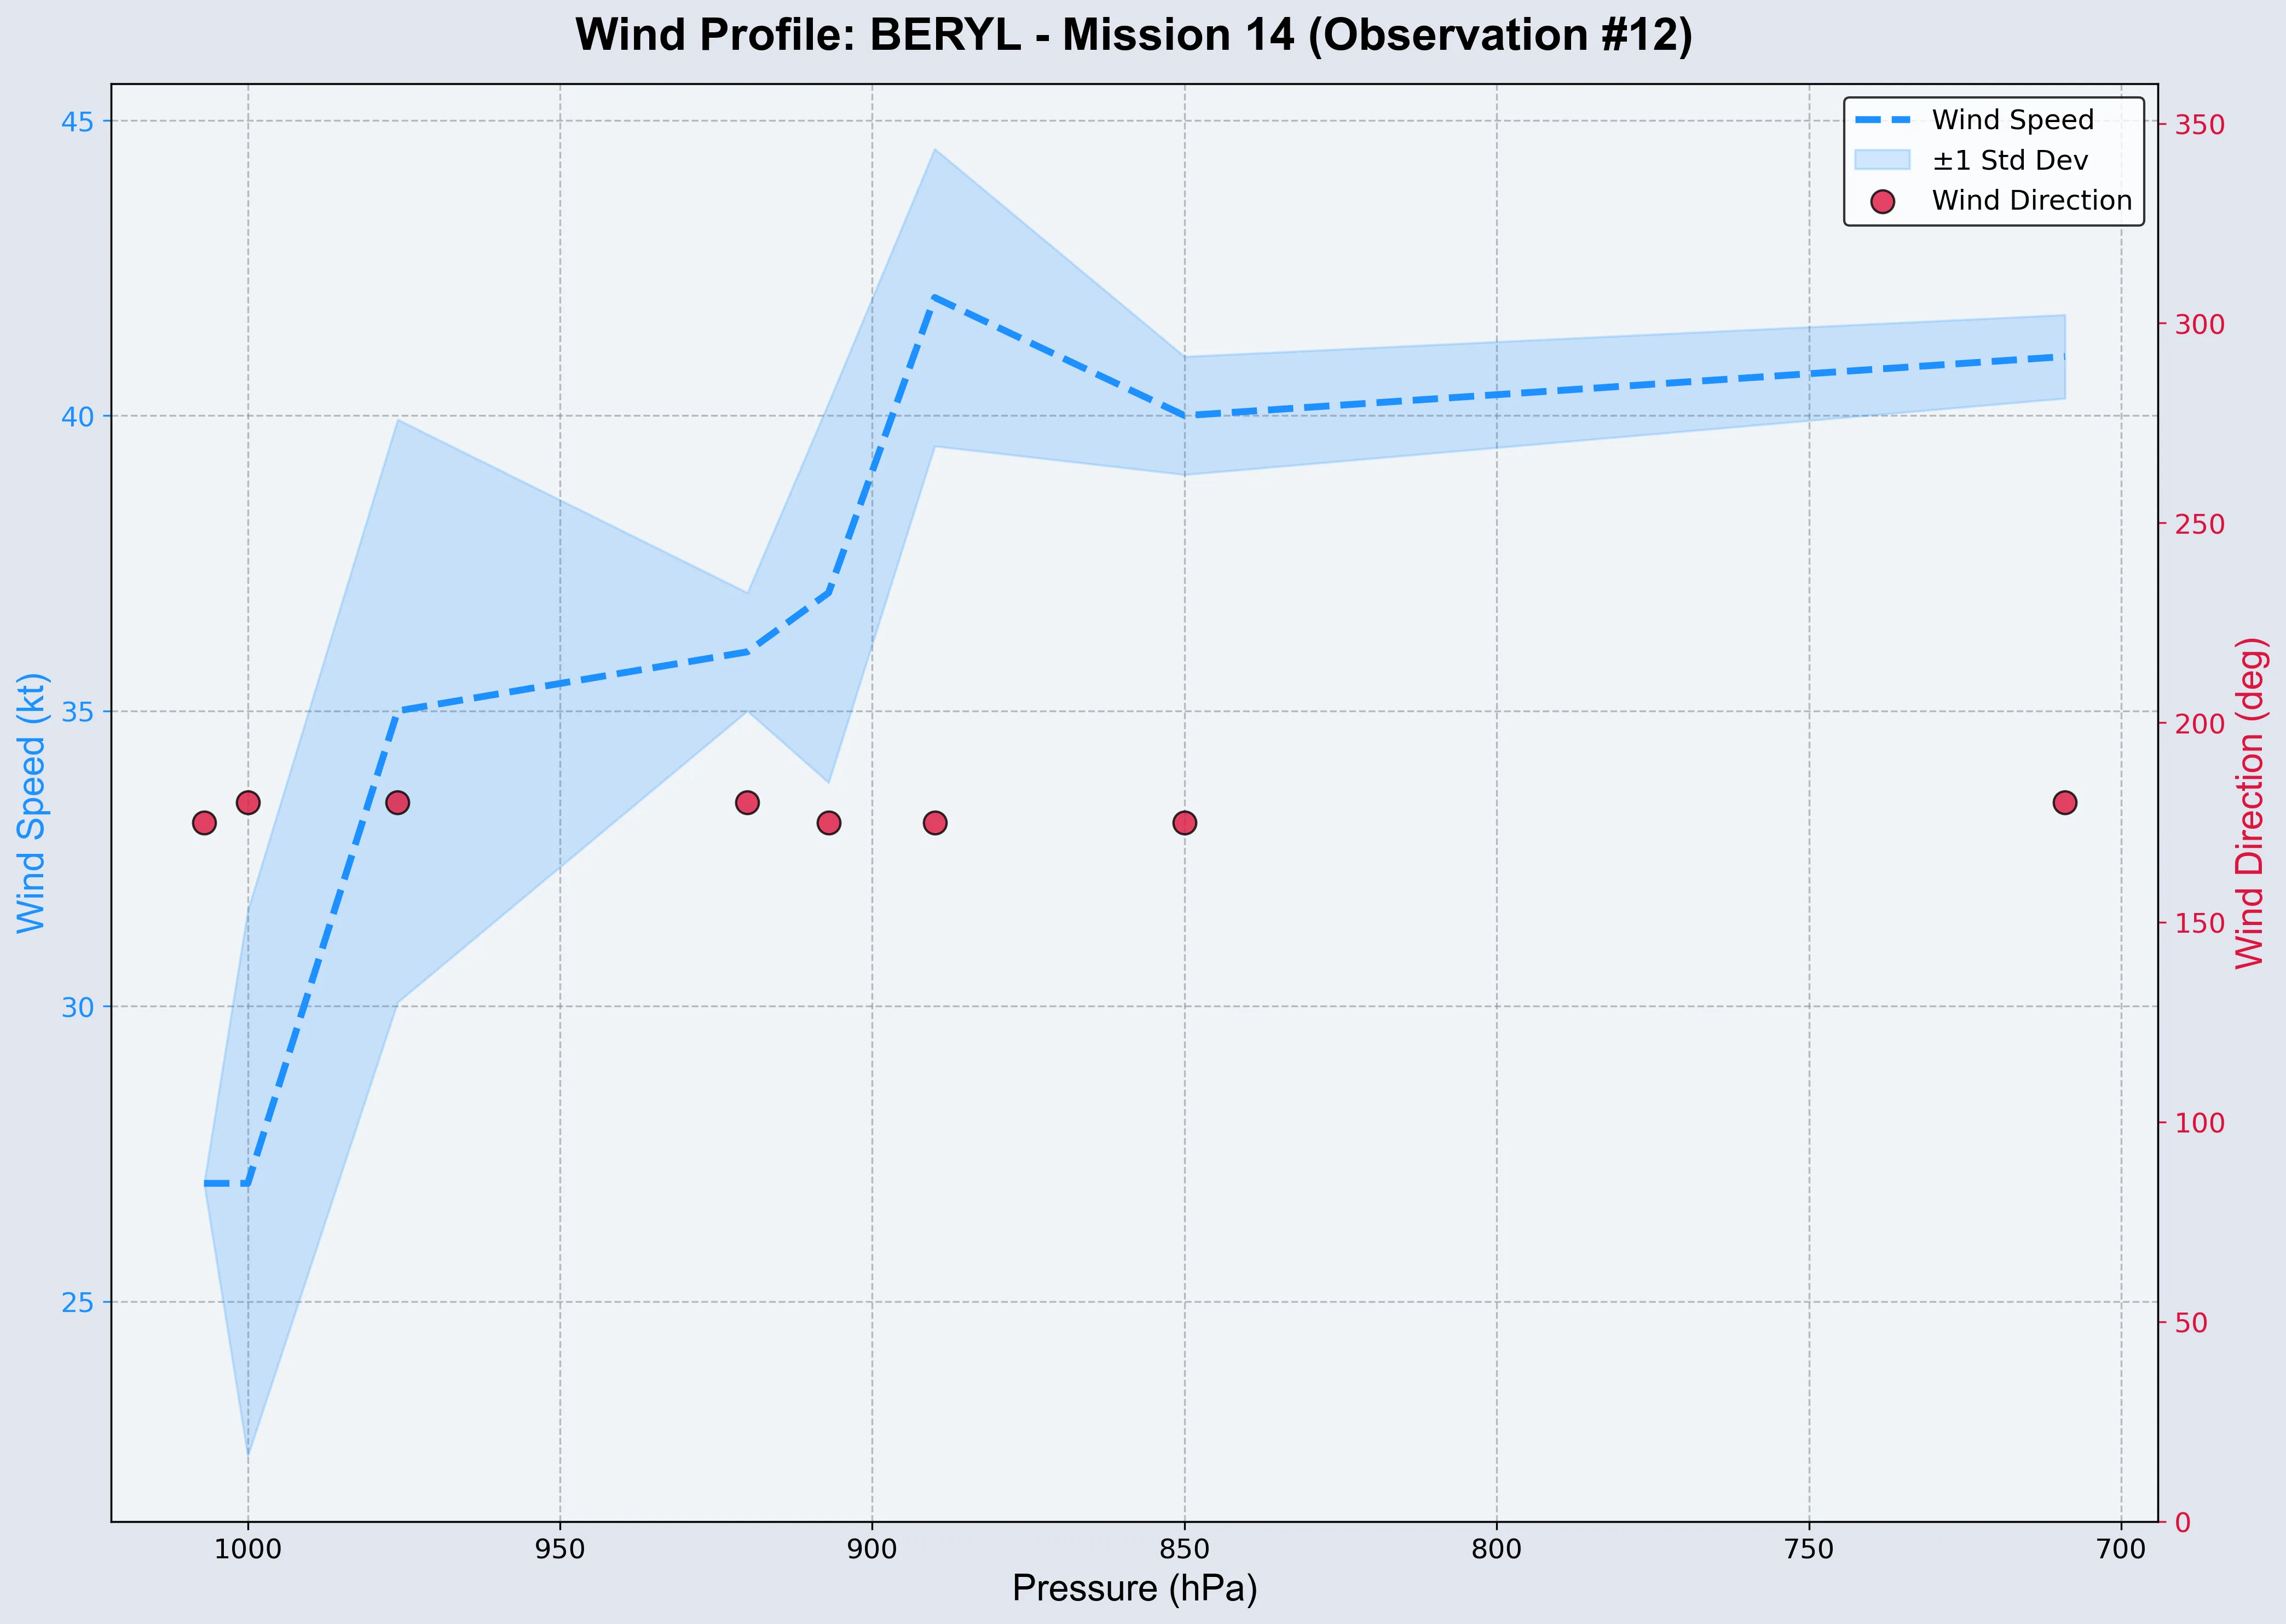 Wind Profile: BERYL - Mission 14 (Observation #12)
Wind Speed
±1 Std Dev
Wind Direction
45
40
35
30
25
Wind Speed (kt)
350
300
250
200
150
100
50
0
Wind Direction (deg)
1000 950 900 850 800 750 700
Pressure (hPa)